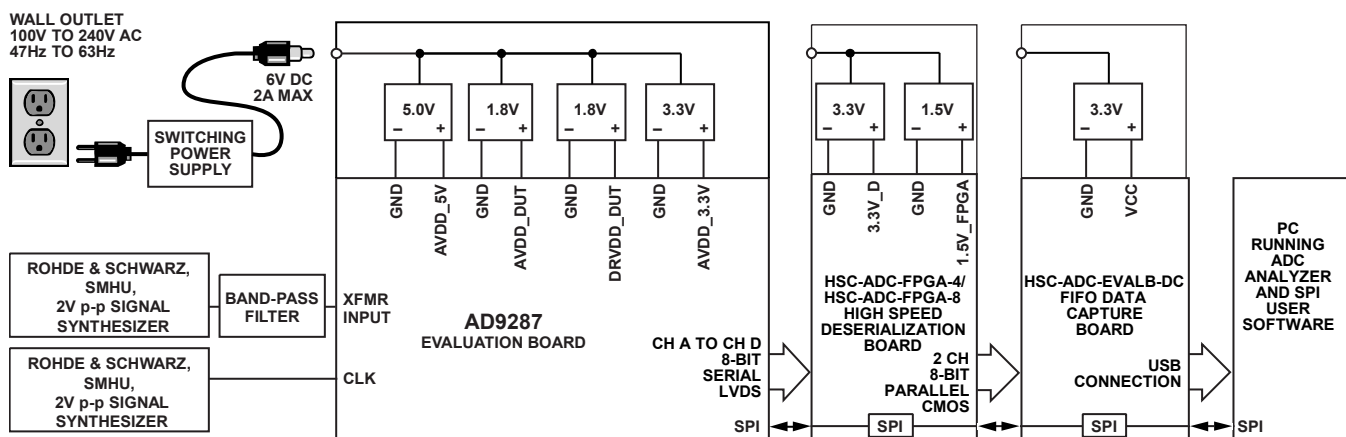 WALL OUTLET
100V TO 240V AC
47Hz TO 63Hz
6V DC
2A MAX
SWITCHING
POWER
SUPPLY
5.0V
– +
1.8V
– +
1.8V
– +
3.3V
– +
3.3V
– +
1.5V
– +
3.3V
– +
GND
AVDD_5V
GND
AVDD_DUT
GND
DRVDD_DUT
GND
AVDD_3.3V
GND
3.3V_D
GND
1.5V_FPGA
GND
VCC
ROHDE & SCHWARZ,
SMHU,
2V p-p SIGNAL
SYNTHESIZER
BAND-PASS
FILTER
XFMR
INPUT
ROHDE & SCHWARZ,
SMHU,
2V p-p SIGNAL
SYNTHESIZER
CLK
AD9287
EVALUATION BOARD
CH A TO CH D
8-BIT
SERIAL
LVDS
SPI
HSC-ADC-FPGA-4/
HSC-ADC-FPGA-8
HIGH SPEED
DESERIALIZATION
BOARD
2 CH
8-BIT
PARALLEL
CMOS
SPI
HSC-ADC-EVALB-DC
FIFO DATA
CAPTURE
BOARD
USB
CONNECTION
SPI
PC
RUNNING
ADC
ANALYZER
AND SPI
USER
SOFTWARE
SPI